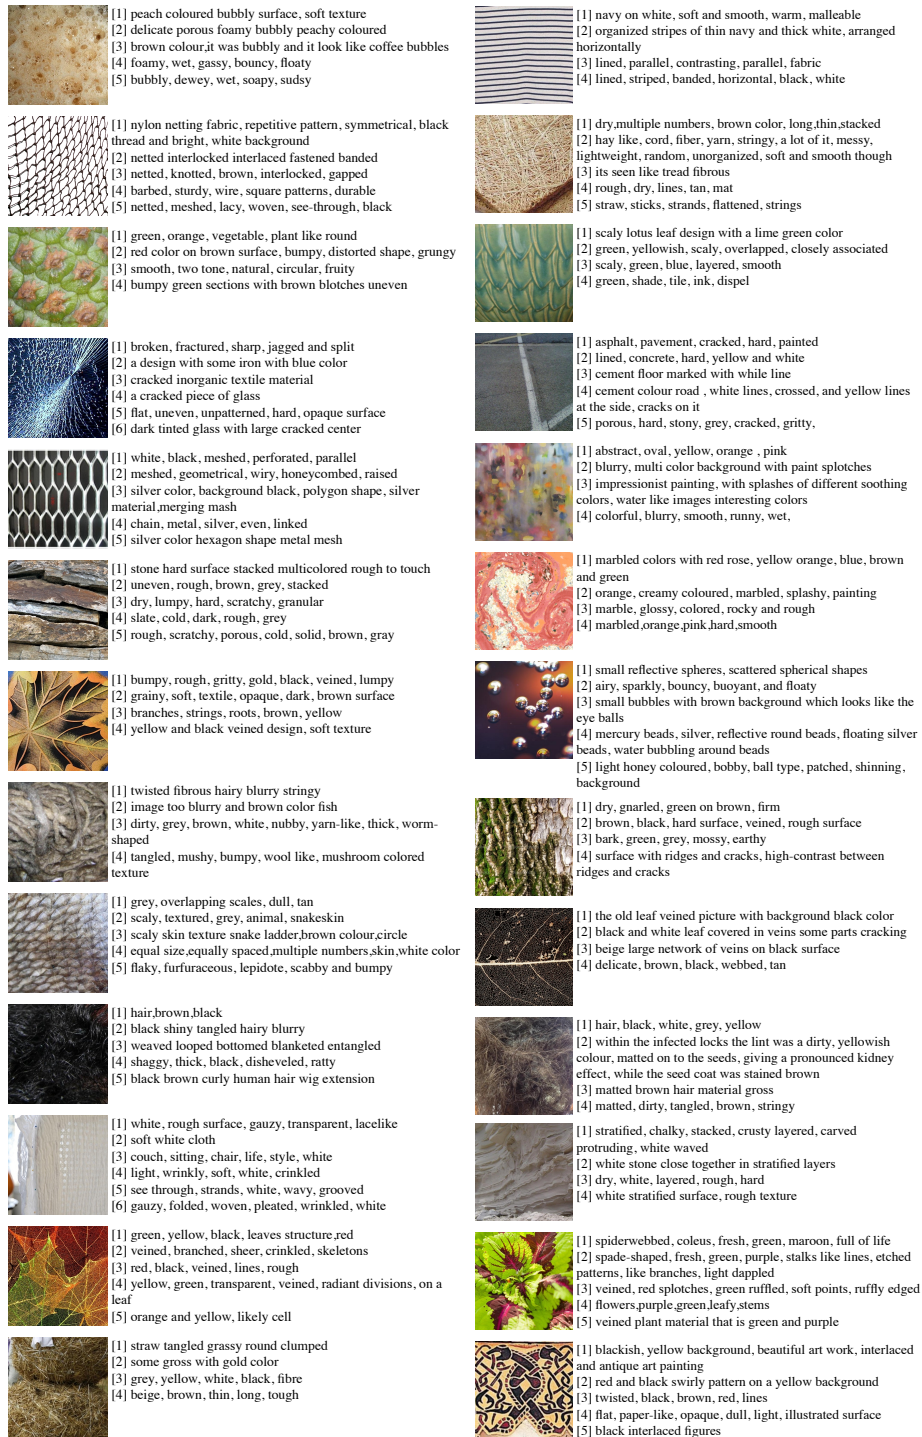 [1] peach coloured bubbly surface, soft texture
[2] delicate porous foamy bubbly peachy coloured
[3] brown colour,it was bubbly and it look like coffee bubbles
[4] foamy, wet, gassy, bouncy, floaty
[5] bubbly, dewey, wet, soapy, sudsy
[1] nylon netting fabric, repetitive pattern, symmetrical, black
thread and bright, white background
[2] netted interlocked interlaced fastened banded
[3] netted, knotted, brown, interlocked, gapped
[4] barbed, sturdy, wire, square patterns, durable
[5] netted, meshed, lacy, woven, see-through, black
[1] green, orange, vegetable, plant like round
[2] red color on brown surface, bumpy, distorted shape, grungy
[3] smooth, two tone, natural, circular, fruity
[4] bumpy green sections with brown blotches uneven
[1] broken, fractured, sharp, jagged and split
[2] a design with some iron with blue color
[3] cracked inorganic textile material
[4] a cracked piece of glass
[5] flat, uneven, unpatterned, hard, opaque surface
[6] dark tinted glass with large cracked center
[1] white, black, meshed, perforated, parallel
[2] meshed, geometrical, wiry, honeycombed, raised
[3] silver color, background black, polygon shape, silver
material,merging mash
[4] chain, metal, silver, even, linked
[5] silver color hexagon shape metal mesh
[1] stone hard surface stacked multicolored rough to touch
[2] uneven, rough, brown, grey, stacked
[3] dry, lumpy, hard, scratchy, granular
[4] slate, cold, dark, rough, grey
[5] rough, scratchy, porous, cold, solid, brown, gray
[1] bumpy, rough, gritty, gold, black, veined, lumpy
[2] grainy, soft, textile, opaque, dark, brown surface
[3] branches, strings, roots, brown, yellow
[4] yellow and black veined design, soft texture
[1] twisted fibrous hairy blurry stringy
[2] image too blurry and brown color fish
[3] dirty, grey, brown, white, nubby, yarn-like, thick, worm-
shaped
[4] tangled, mushy, bumpy, wool like, mushroom colored
texture
[1] grey, overlapping scales, dull, tan
[2] scaly, textured, grey, animal, snakeskin
[3] scaly skin texture snake ladder,brown colour,circle
[4] equal size,equally spaced,multiple numbers,skin,white color
[5] flaky, furfuraceous, lepidote, scabby and bumpy
[1] hair,brown,black
[2] black shiny tangled hairy blurry
[3] weaved looped bottomed blanketed entangled
[4] shaggy, thick, black, disheveled, ratty
[5] black brown curly human hair wig extension
[1] white, rough surface, gauzy, transparent, lacelike
[2] soft white cloth
[3] couch, sitting, chair, life, style, white
[4] light, wrinkly, soft, white, crinkled
[5] see through, strands, white, wavy, grooved
[6] gauzy, folded, woven, pleated, wrinkled, white
[1] green, yellow, black, leaves structure,red
[2] veined, branched, sheer, crinkled, skeletons
[3] red, black, veined, lines, rough
[4] yellow, green, transparent, veined, radiant divisions, on a
leaf
[5] orange and yellow, likely cell
[1] straw tangled grassy round clumped
[2] some gross with gold color
[3] grey, yellow, white, black, fibre
[4] beige, brown, thin, long, tough
[1] navy on white, soft and smooth, warm, malleable
[2] organized stripes of thin navy and thick white, arranged
horizontally
[3] lined, parallel, contrasting, parallel, fabric
[4] lined, striped, banded, horizontal, black, white
[1] dry,multiple numbers, brown color, long,thin,stacked
[2] hay like, cord, fiber, yarn, stringy, a lot of it, messy,
lightweight, random, unorganized, soft and smooth though
[3] its seen like tread fibrous
[4] rough, dry, lines, tan, mat
[5] straw, sticks, strands, flattened, strings
[1] scaly lotus leaf design with a lime green color
[2] green, yellowish, scaly, overlapped, closely associated
[3] scaly, green, blue, layered, smooth
[4] green, shade, tile, ink, dispel
[1] asphalt, pavement, cracked, hard, painted
[2] lined, concrete, hard, yellow and white
[3] cement floor marked with while line
[4] cement colour road , white lines, crossed, and yellow lines
at the side, cracks on it
[5] porous, hard, stony, grey, cracked, gritty,
[1] abstract, oval, yellow, orange , pink
[2] blurry, multi color background with paint splotches
[3] impressionist painting, with splashes of different soothing
colors, water like images interesting colors
[4] colorful, blurry, smooth, runny, wet,
[1] marbled colors with red rose, yellow orange, blue, brown
and green
[2] orange, creamy coloured, marbled, splashy, painting
[3] marble, glossy, colored, rocky and rough
[4] marbled,orange,pink,hard,smooth
[1] small reflective spheres, scattered spherical shapes
[2] airy, sparkly, bouncy, buoyant, and floaty
[3] small bubbles with brown background which looks like the
eye balls
[4] mercury beads, silver, reflective round beads, floating silver
beads, water bubbling around beads
[5] light honey coloured, bobby, ball type, patched, shinning,
background
[1] dry, gnarled, green on brown, firm
[2] brown, black, hard surface, veined, rough surface
[3] bark, green, grey, mossy, earthy
[4] surface with ridges and cracks, high-contrast between
ridges and cracks
[1] the old leaf veined picture with background black color
[2] black and white leaf covered in veins some parts cracking
[3] beige large network of veins on black surface
[4] delicate, brown, black, webbed, tan
[1] hair, black, white, grey, yellow
[2] within the infected locks the lint was a dirty, yellowish
colour, matted on to the seeds, giving a pronounced kidney
effect, while the seed coat was stained brown
[3] matted brown hair material gross
[4] matted, dirty, tangled, brown, stringy
[1] stratified, chalky, stacked, crusty layered, carved
protruding, white waved
[2] white stone close together in stratified layers
[3] dry, white, layered, rough, hard
[4] white stratified surface, rough texture
[1] spiderwebbed, coleus, fresh, green, maroon, full of life
[2] spade-shaped, fresh, green, purple, stalks like lines, etched
patterns, like branches, light dappled
[3] veined, red splotches, green ruffled, soft points, ruffly edged
[4] flowers,purple,green,leafy,stems
[5] veined plant material that is green and purple
[1] blackish, yellow background, beautiful art work, interlaced
and antique art painting
[2] red and black swirly pattern on a yellow background
[3] twisted, black, brown, red, lines
[4] flat, paper-like, opaque, dull, light, illustrated surface
[5] black interlaced figures